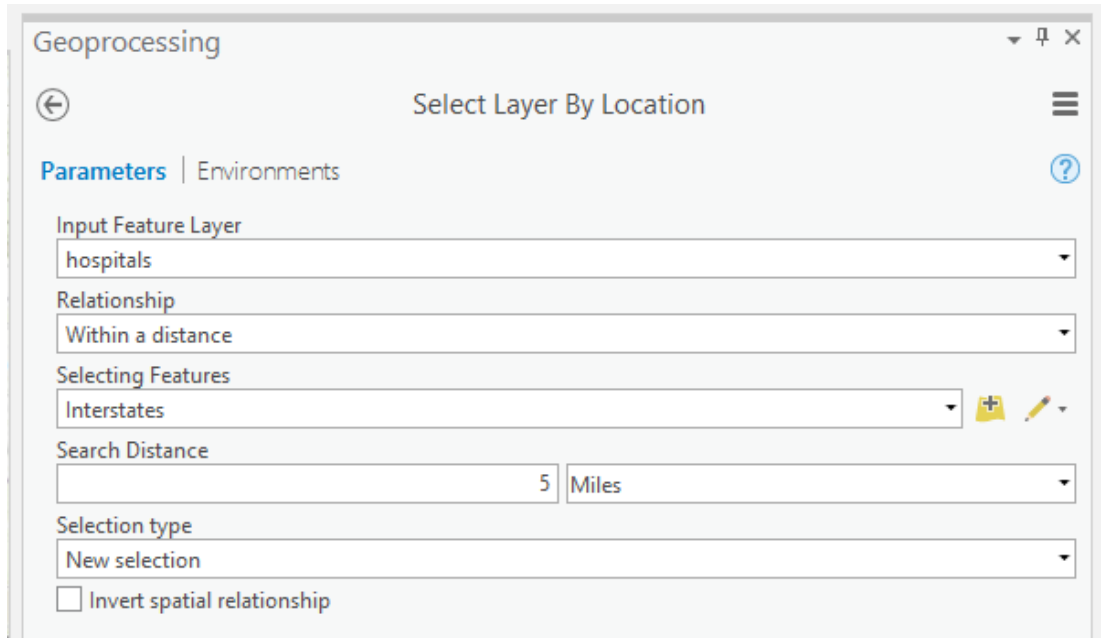 Geoprocessing
Select Layer By Location
Parameters | Environments
Input Feature Layer
hospitals
Relationship
Within a distance
Selecting Features
Interstates
Search Distance
5 Miles
Selection type
New selection
Invert spatial relationship